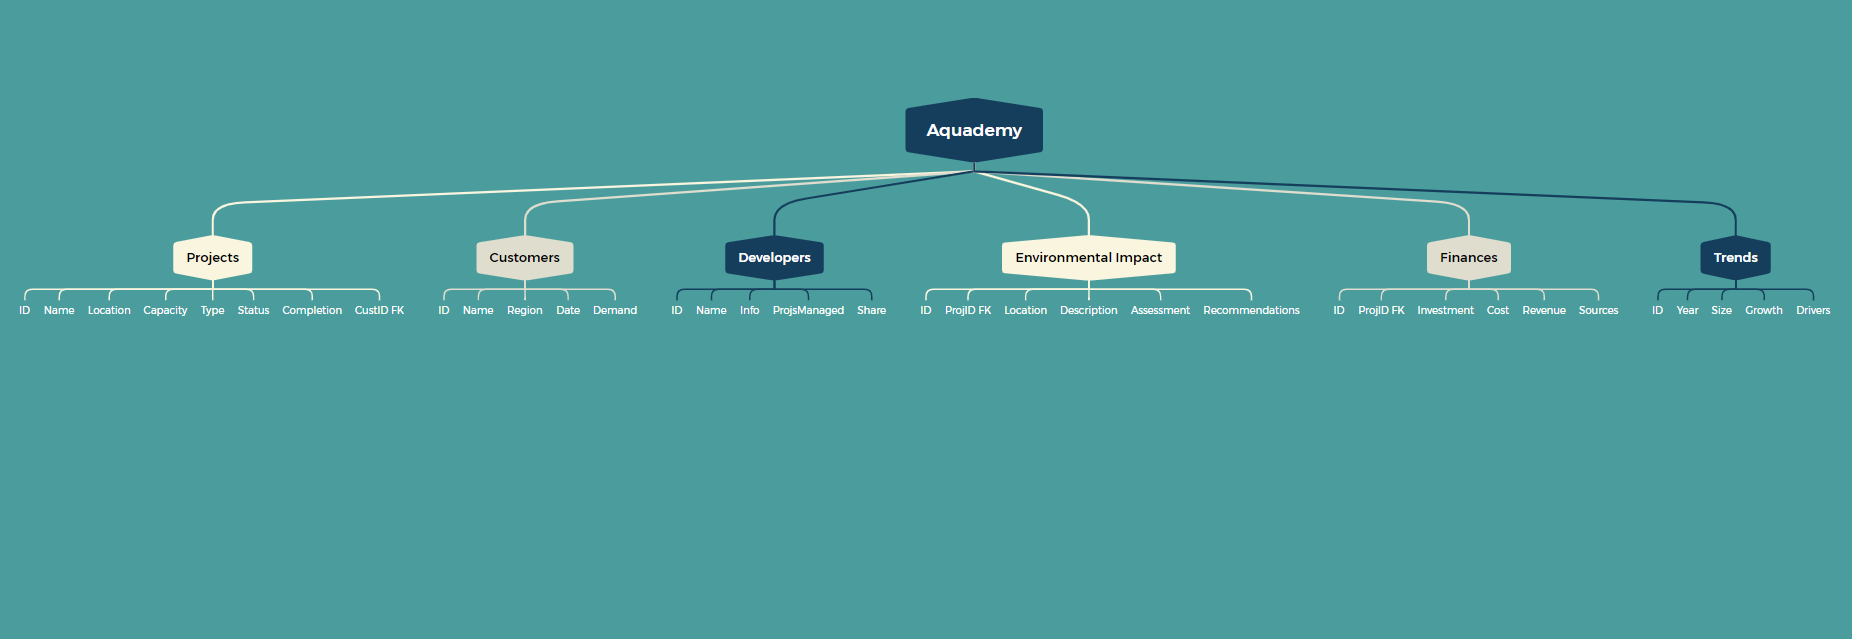 Aquademy
Projects
Customers
Developers
Environmental Impact
Finances
Trends
ID Name Location Capacity Type Status Completion CustID FK
ID Name Region Date Demand
ID Name Info ProjsManaged Share
ID ProjID FK Location Description Assessment Recommendations
ID ProjID FK Investment Cost Revenue Sources
ID Year Size Growth Drivers